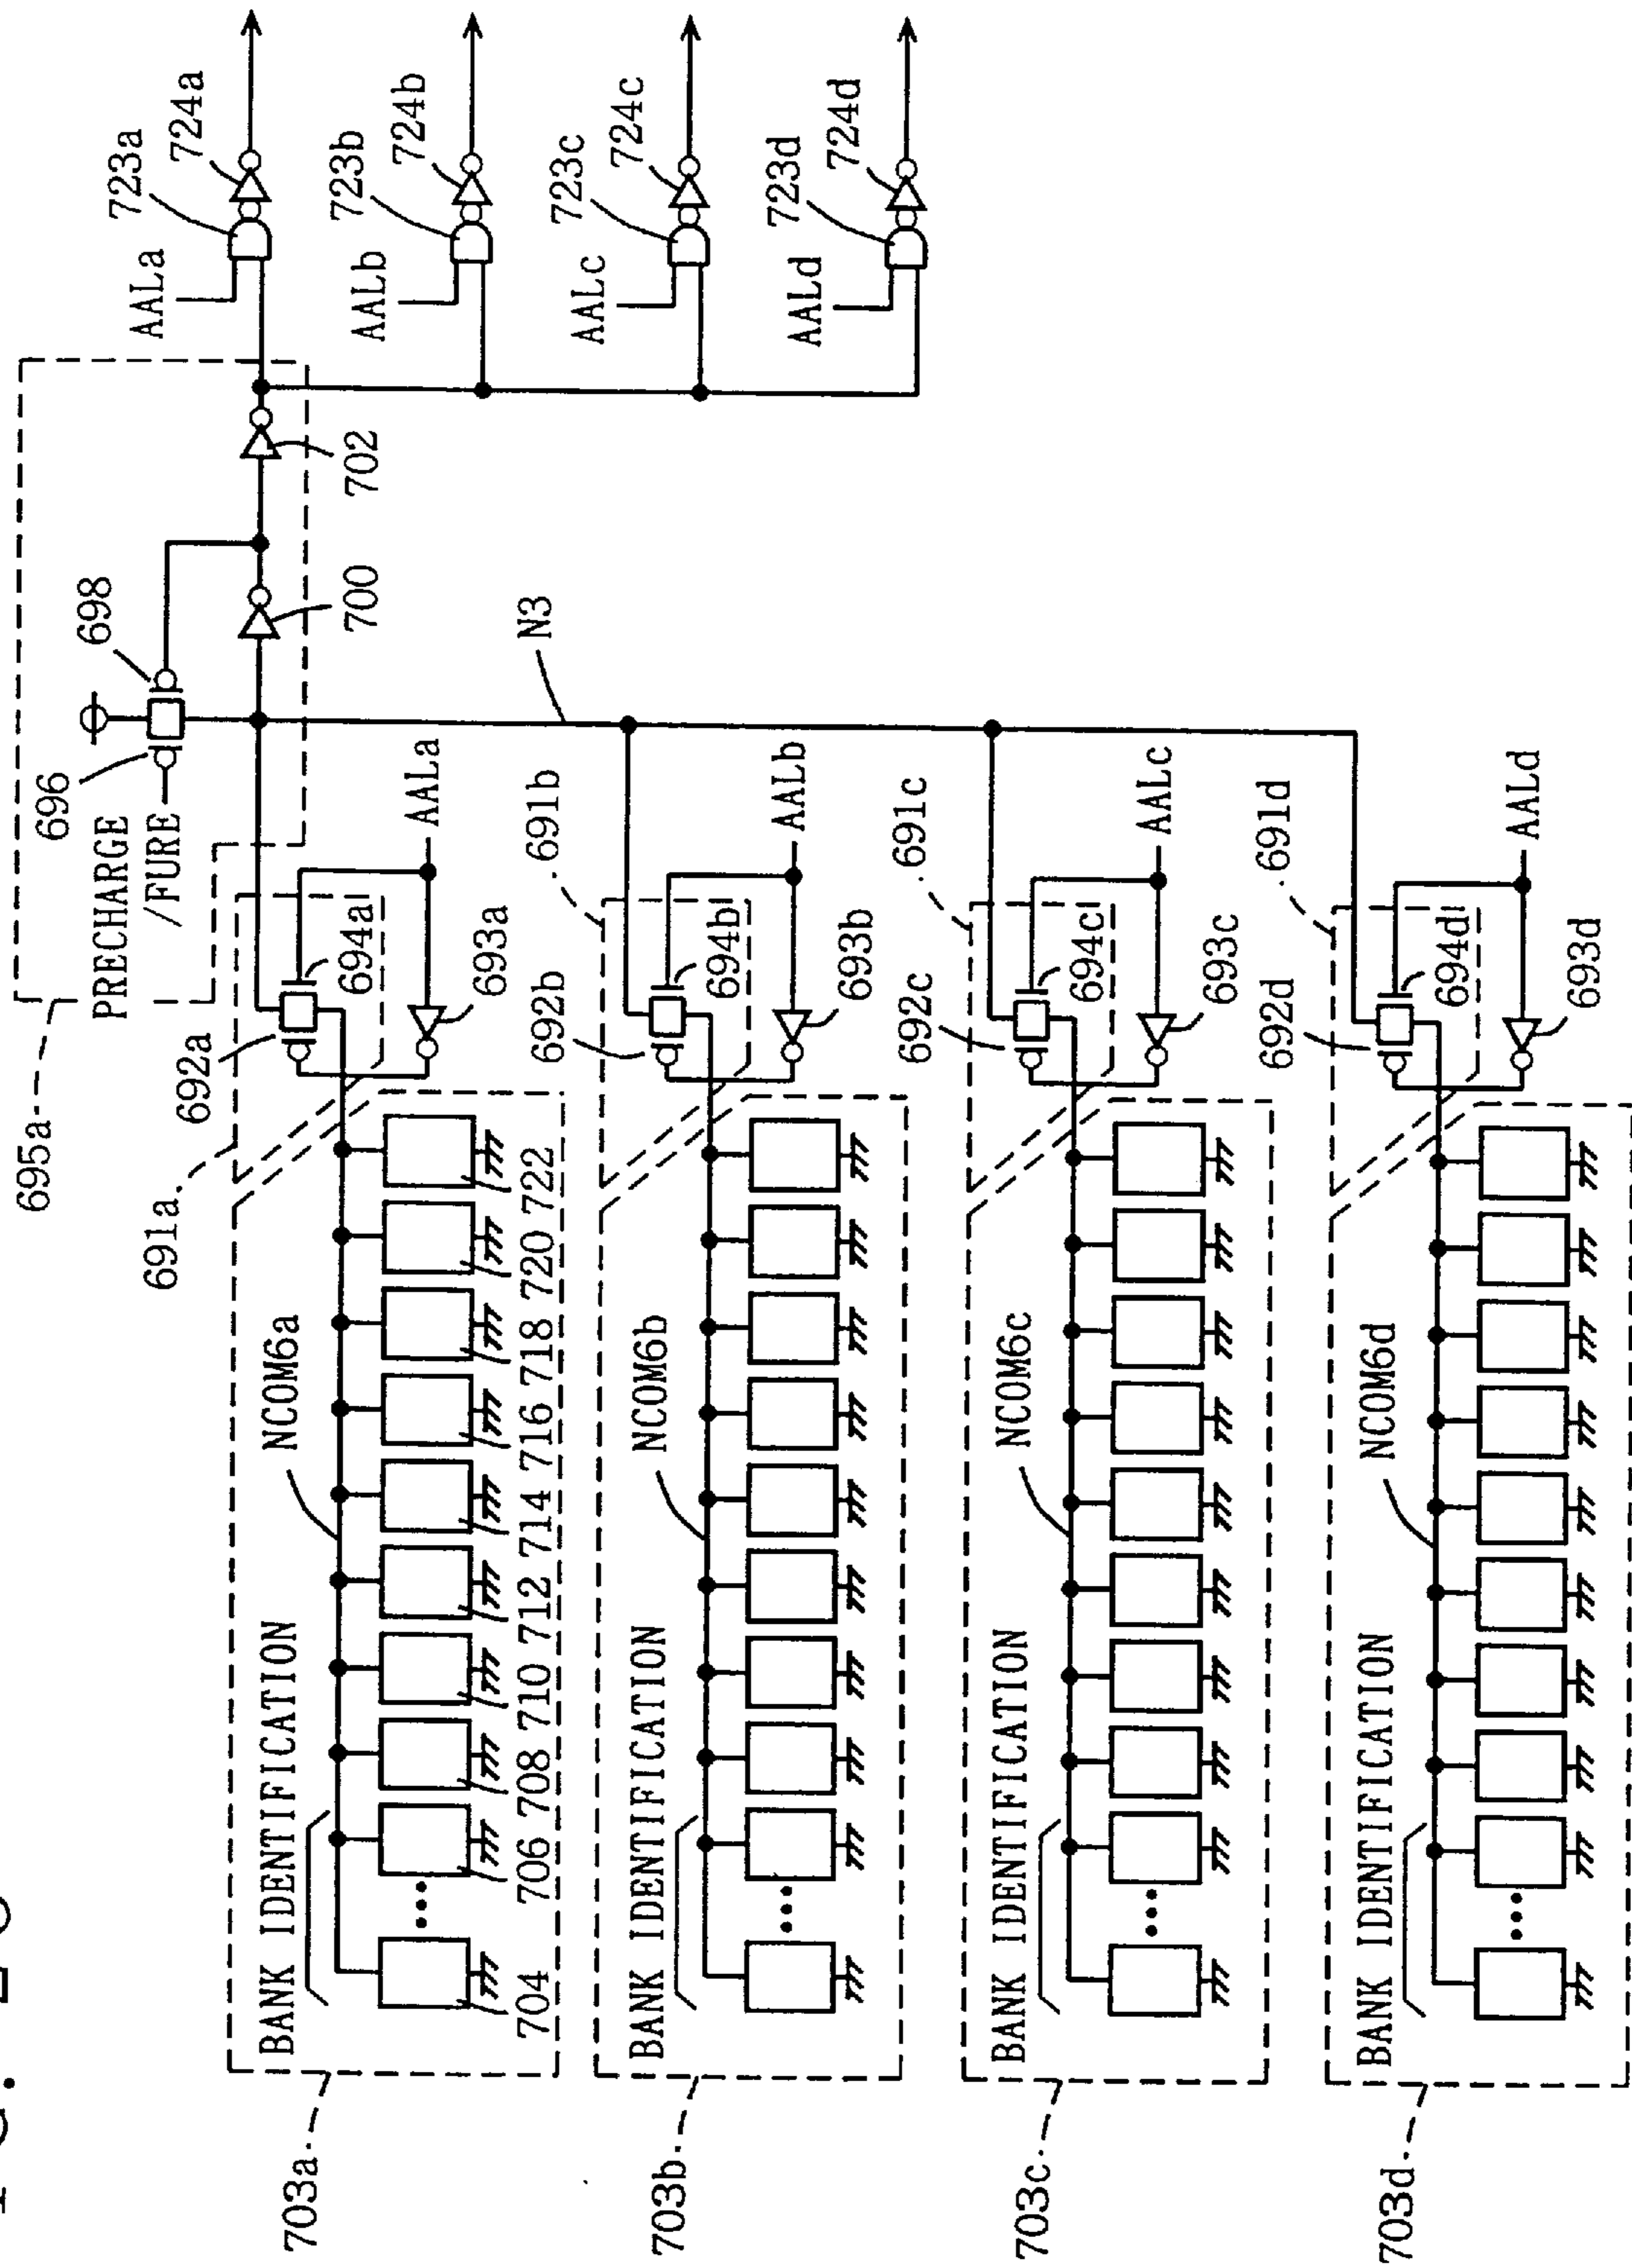 695a
PRECHARGE
/FURE
696
698
700
702
N3
AALa
723a
724a
AALb
723b
724b
AALc
723c
724c
AALd
723d
724d
691a
692a
694a
693a
AALa
703a
BANK IDENTIFICATION
NCOM6a
704 706 708 710 712 714 716 718 720 722
691b
692b
694b
693b
AALb
703b
BANK IDENTIFICATION
NCOM6b
691c
692c
694c
693c
AALc
703c
BANK IDENTIFICATION
NCOM6c
691d
692d
694d
693d
AALd
703d
BANK IDENTIFICATION
NCOM6d